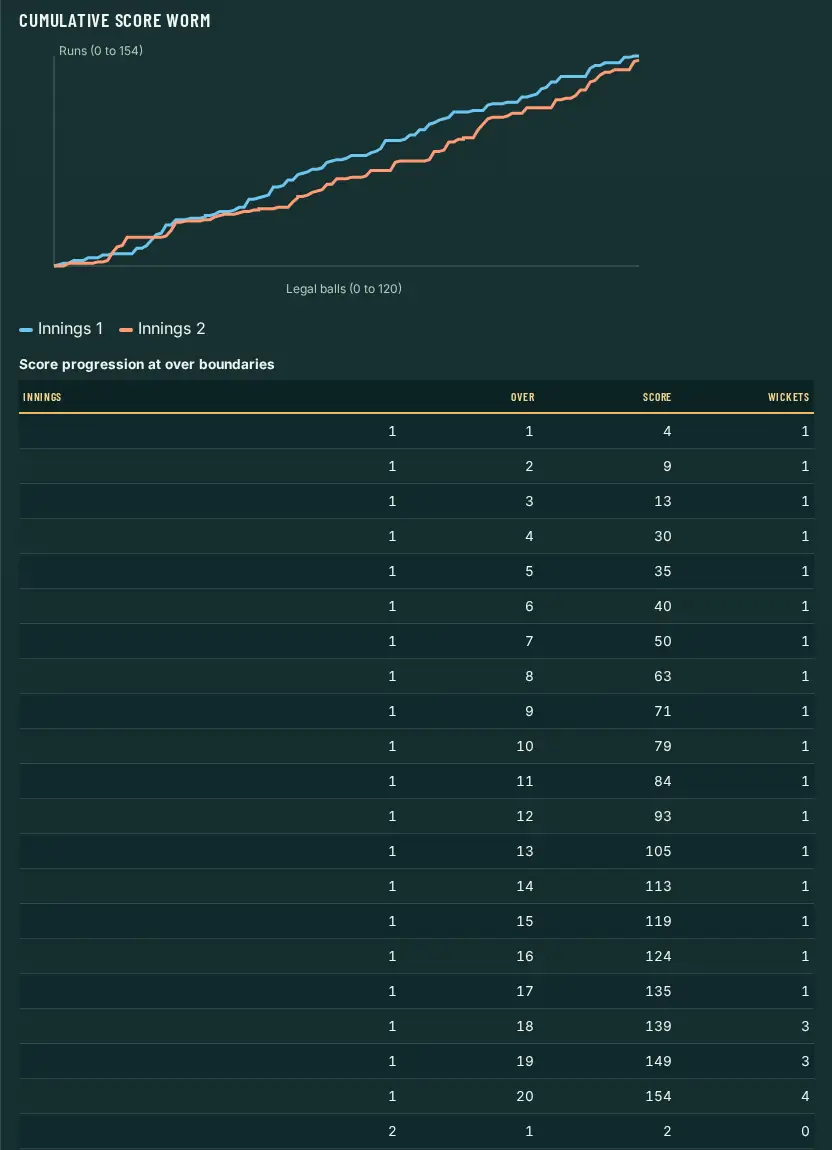 CUMULATIVE SCORE WORM
Runs (0 to 154)
Legal balls (0 to 120)
Innings 1 Innings 2
Score progression at over boundaries
INNINGS OVER SCORE WICKETS
1 1 4 1
1 2 9 1
1 3 13 1
1 4 30 1
1 5 35 1
1 6 40 1
1 7 50 1
1 8 63 1
1 9 71 1
1 10 79 1
1 11 84 1
1 12 93 1
1 13 105 1
1 14 113 1
1 15 119 1
1 16 124 1
1 17 135 1
1 18 139 3
1 19 149 3
1 20 154 4
2 1 2 0